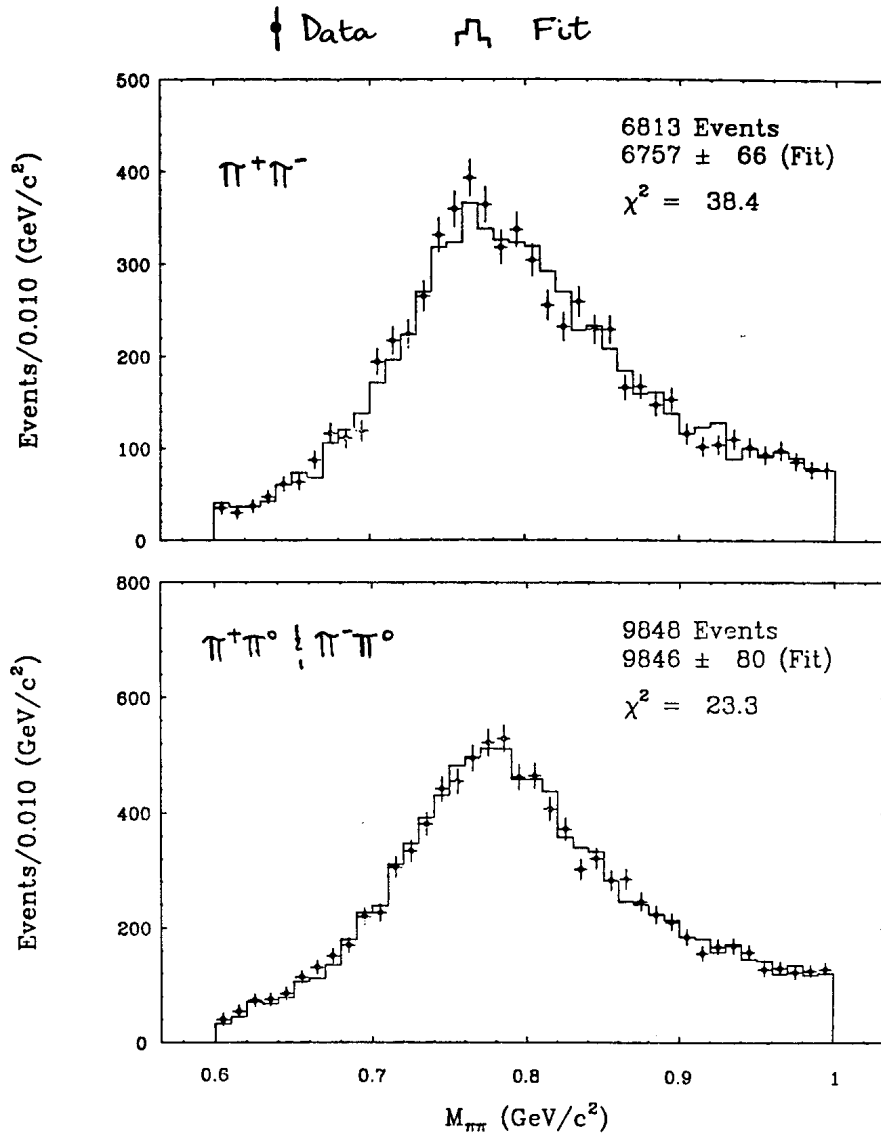 Data Fit
500
400
300
200
100
0
Events/0.010 (GeV/c²)
π⁺π⁻
6813 Events
6757 ± 66 (Fit)
χ² = 38.4
800
600
400
200
0
Events/0.010 (GeV/c²)
π⁺π⁰ & π⁻π⁰
9848 Events
9846 ± 80 (Fit)
χ² = 23.3
0.6 0.7 0.8 0.9 1
M_ππ (GeV/c²)